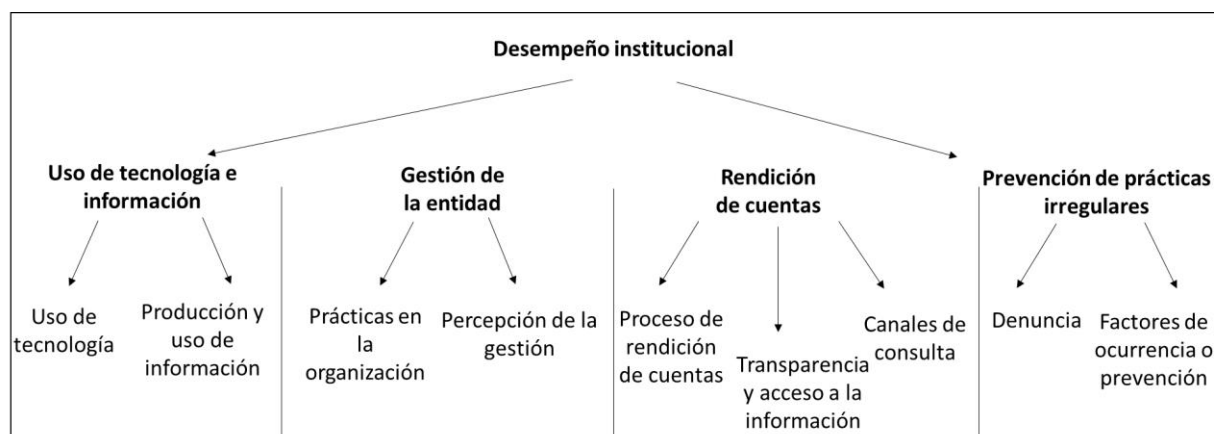 Desempeño institucional
Uso de tecnología e
información
Gestión de
la entidad
Rendición
de cuentas
Prevención de prácticas
irregulares
Uso de
tecnología
Producción y
uso de
información
Prácticas en
la
organización
Percepción de la
gestión
Proceso de
rendición
de cuentas
Transparencia
y acceso a la
información
Canales de
consulta
Denuncia
Factores de
ocurrencia o
prevención